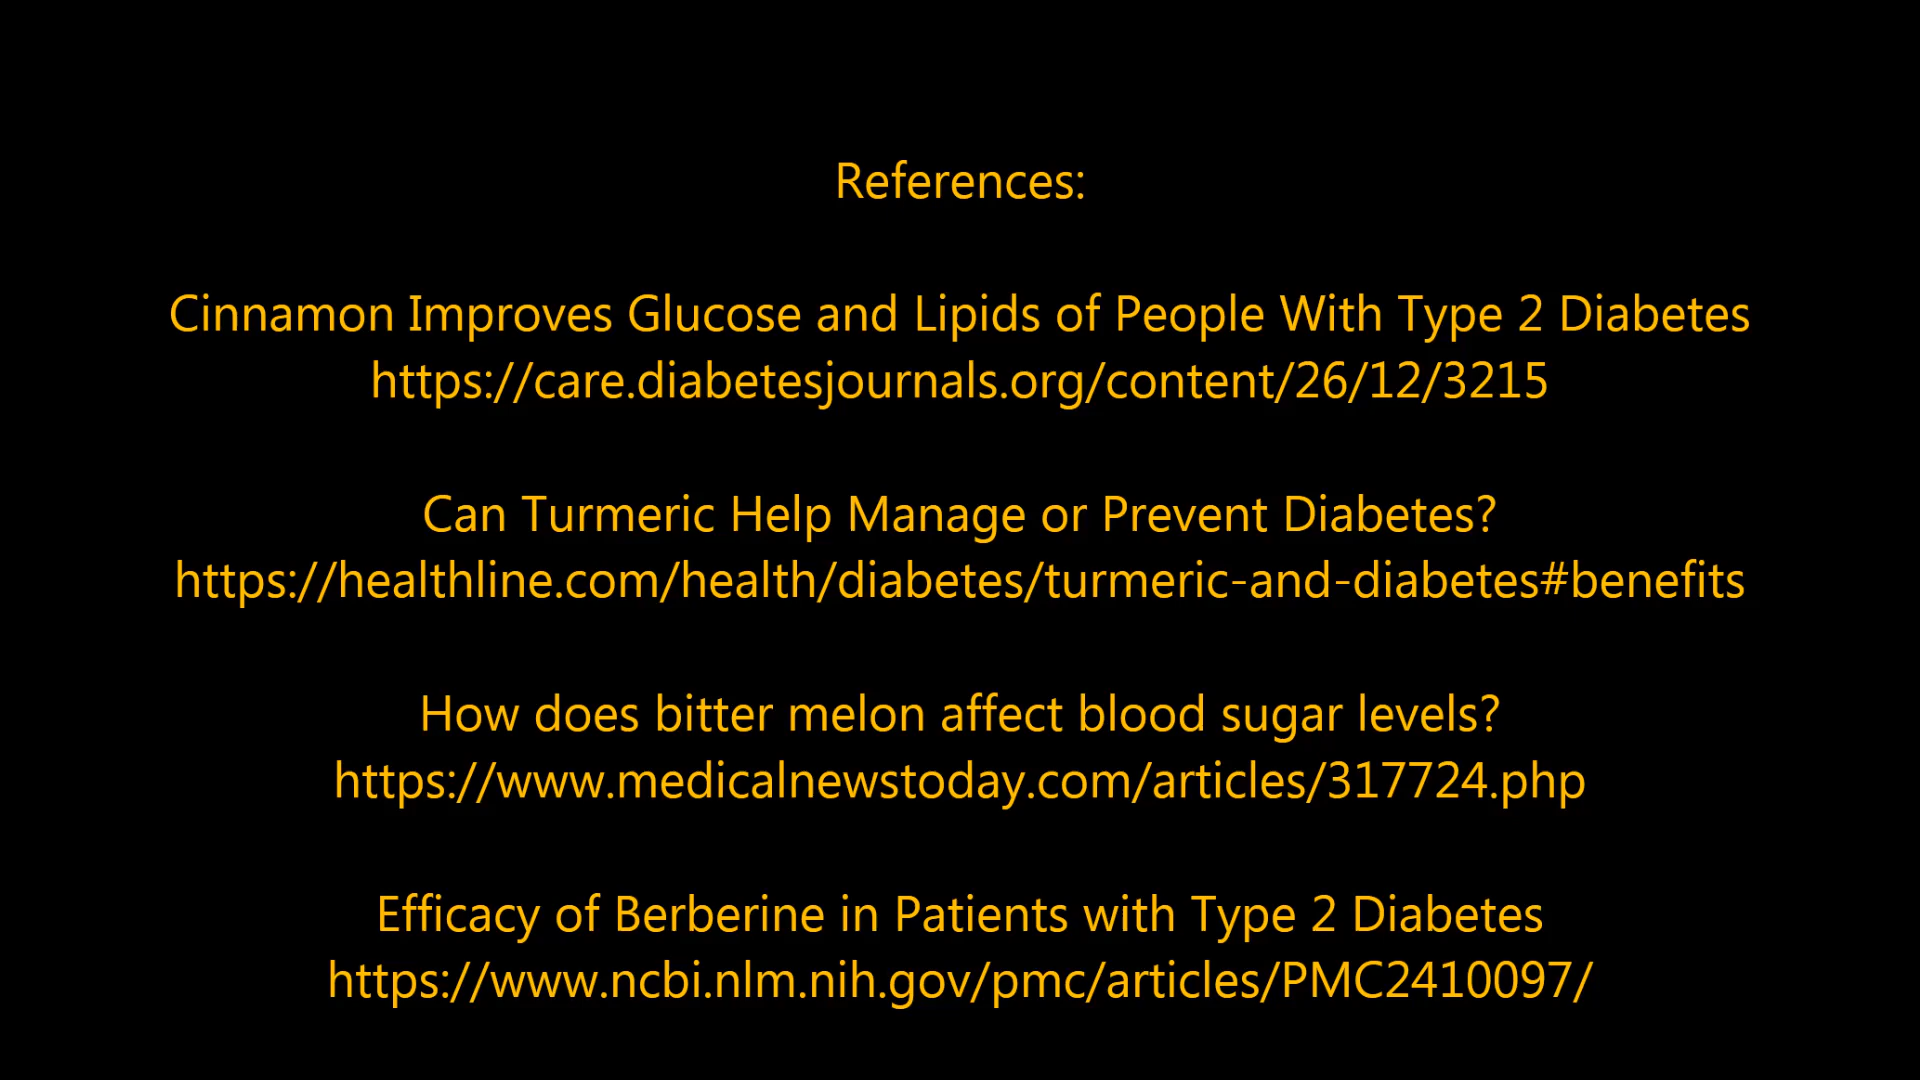 References:
Cinnamon Improves Glucose and Lipids of People With Type 2 Diabetes
https://care.diabetesjournals.org/content/26/12/3215
Can Turmeric Help Manage or Prevent Diabetes?
https://healthline.com/health/diabetes/turmeric-and-diabetes#benefits
How does bitter melon affect blood sugar levels?
https://www.medicalnewstoday.com/articles/317724.php
Efficacy of Berberine in Patients with Type 2 Diabetes
https://www.ncbi.nlm.nih.gov/pmc/articles/PMC2410097/